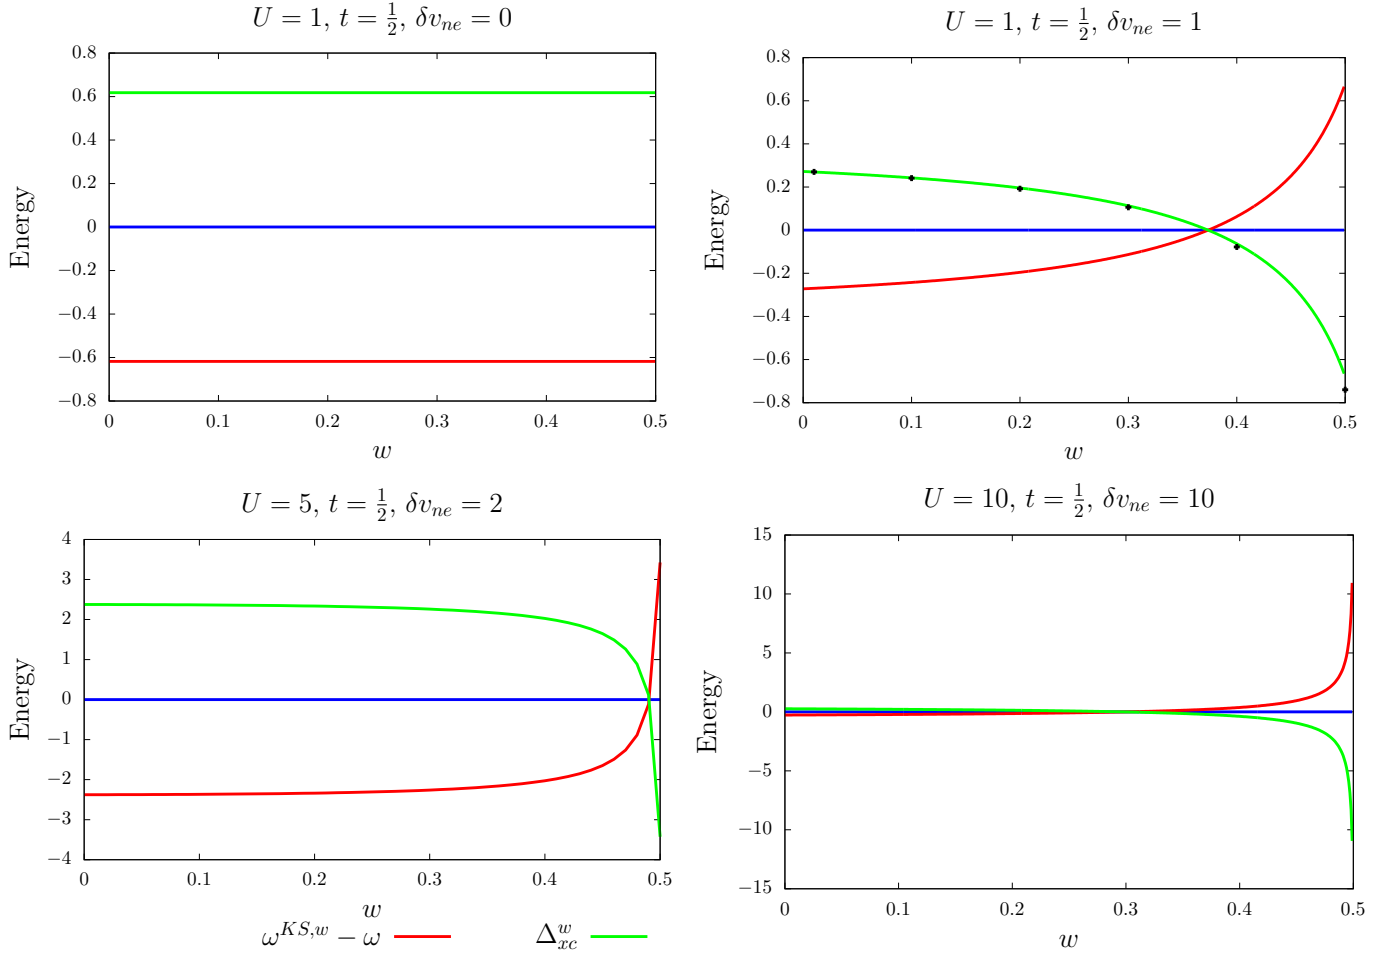 U = 1, t = 1/2, δv_ne = 0
0.8
0.6
0.4
0.2
0
−0.2
−0.4
−0.6
−0.8
Energy
0 0.1 0.2 0.3 0.4 0.5
w
U = 1, t = 1/2, δv_ne = 1
0.8
0.6
0.4
0.2
0
−0.2
−0.4
−0.6
−0.8
Energy
0 0.1 0.2 0.3 0.4 0.5
w
U = 5, t = 1/2, δv_ne = 2
4
3
2
1
0
−1
−2
−3
−4
Energy
0 0.1 0.2 0.3 0.4 0.5
w
U = 10, t = 1/2, δv_ne = 10
15
10
5
0
−5
−10
−15
Energy
0 0.1 0.2 0.3 0.4 0.5
w
ω^{KS,w} − ω Δ^w_{xc}